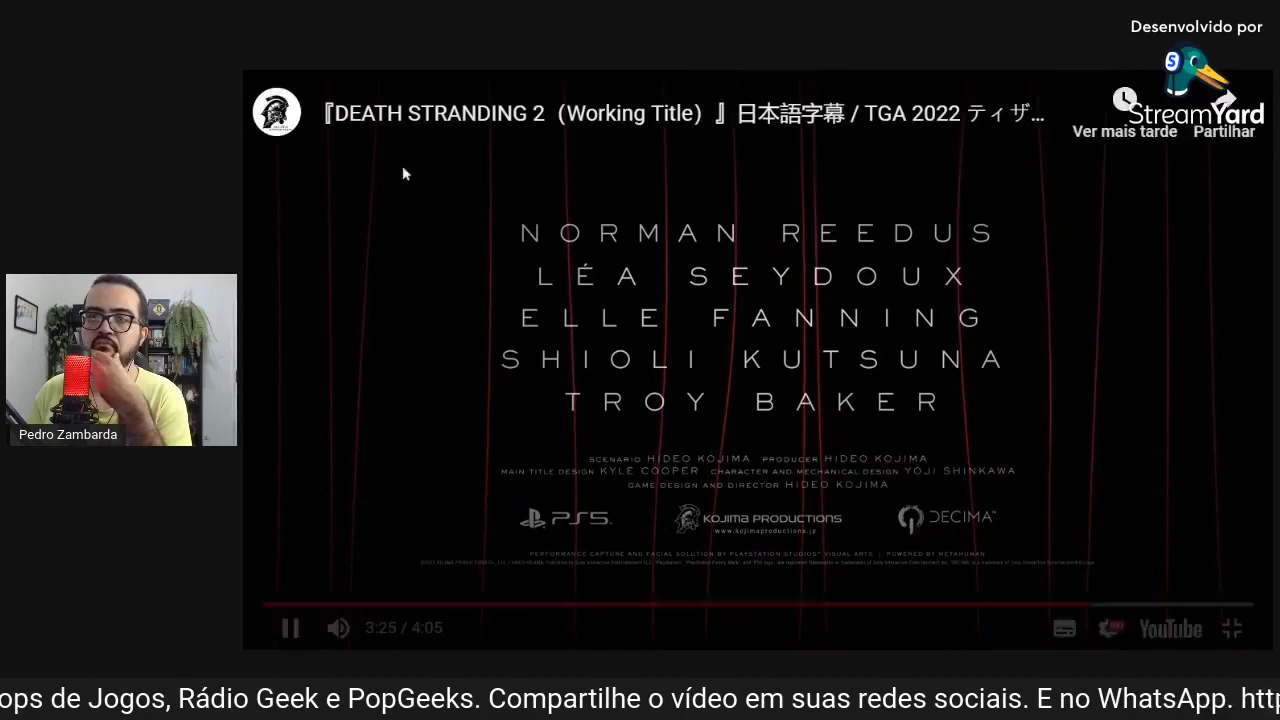 Desenvolvido por
StreamYard
『DEATH STRANDING 2（Working Title）』日本語字幕 / TGA 2022 ティザ...
Ver mais tarde Partilhar
NORMAN REEDUS
LÉA SEYDOUX
ELLE FANNING
SHIOLI KUTSUNA
TROY BAKER
SCENARIO HIDEO KOJIMA PRODUCER HIDEO KOJIMA
MAIN TITLE DESIGN KYLE COOPER CHARACTER AND MECHANICAL DESIGN YOJI SHINKAWA
GAME DESIGN AND DIRECTOR HIDEO KOJIMA
PS5 KOJIMA PRODUCTIONS DECIMA
www.kojimaproductions.jp
PERFORMANCE CAPTURE AND FACIAL SOLUTION BY PLAYSTATION STUDIOS VISUAL ARTS | POWERED BY METAHUMAN
Pedro Zambarda
3:25 / 4:05
YouTube
ops de Jogos, Rádio Geek e PopGeeks. Compartilhe o vídeo em suas redes sociais. E no WhatsApp. http